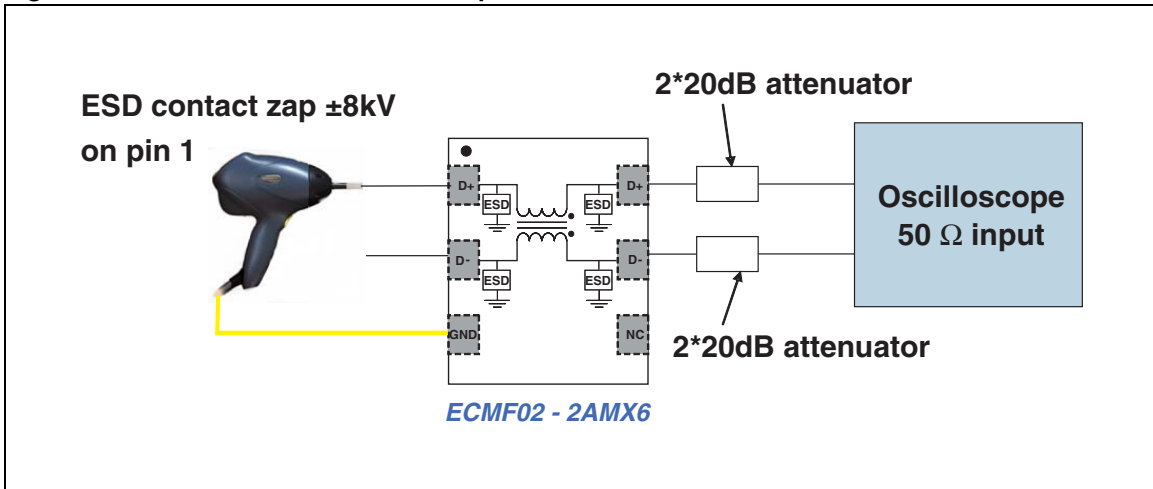 ESD contact zap ±8kV
on pin 1
2*20dB attenuator
D+
ESD
ESD
D+
D-
ESD
ESD
D-
GND
NC
Oscilloscope
50 Ω input
2*20dB attenuator
ECMF02 - 2AMX6